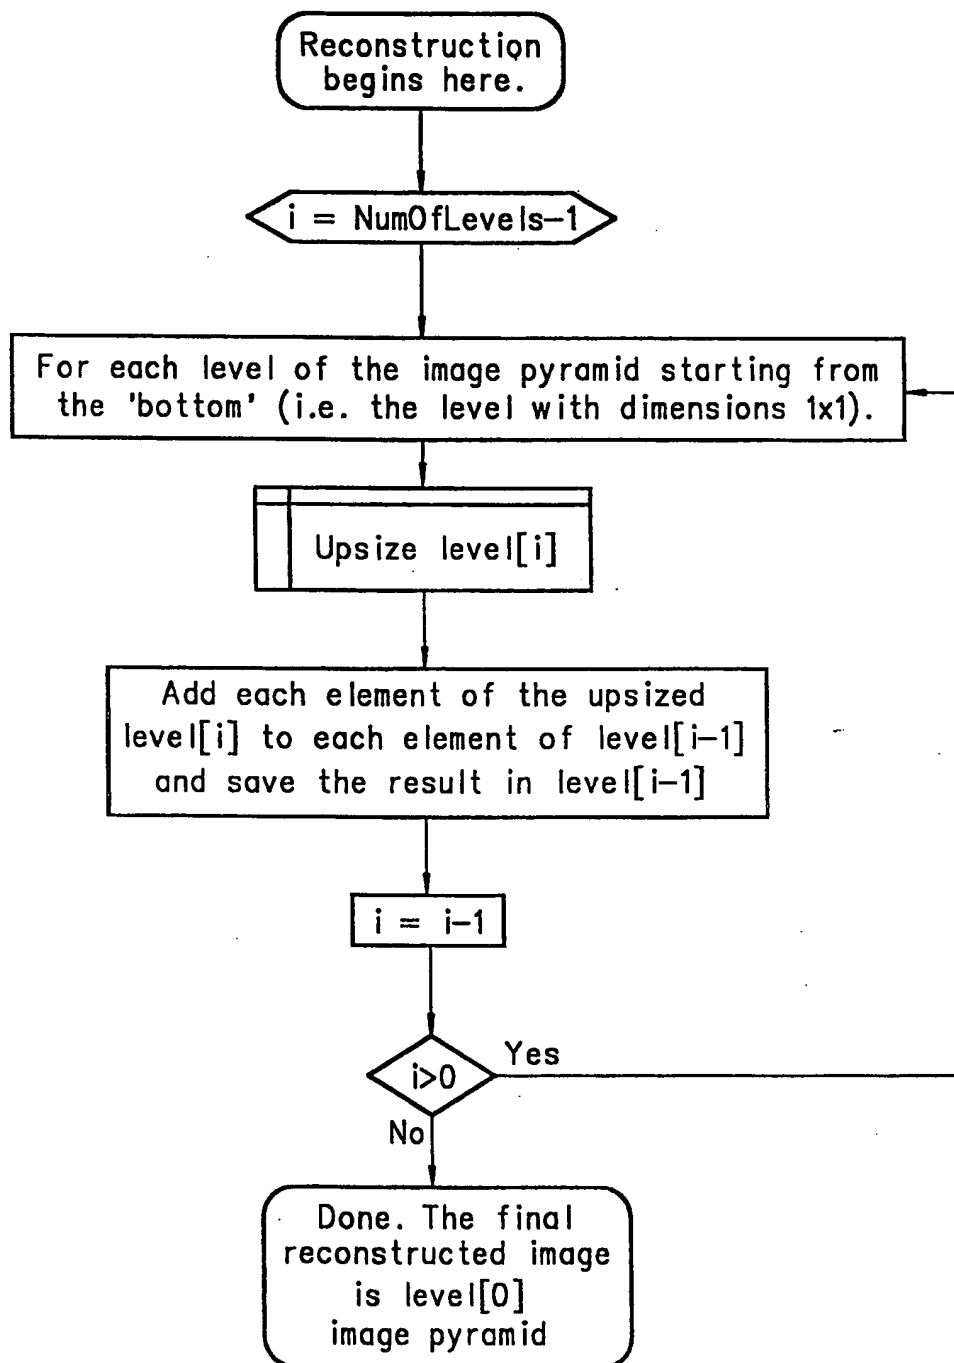 Reconstruction
begins here.
i = NumOfLevels-1
For each level of the image pyramid starting from
the 'bottom' (i.e. the level with dimensions 1x1).
Upsize level[i]
Add each element of the upsized
level[i] to each element of level[i-1]
and save the result in level[i-1]
i = i-1
i>0
Yes
No
Done. The final
reconstructed image
is level[0]
image pyramid